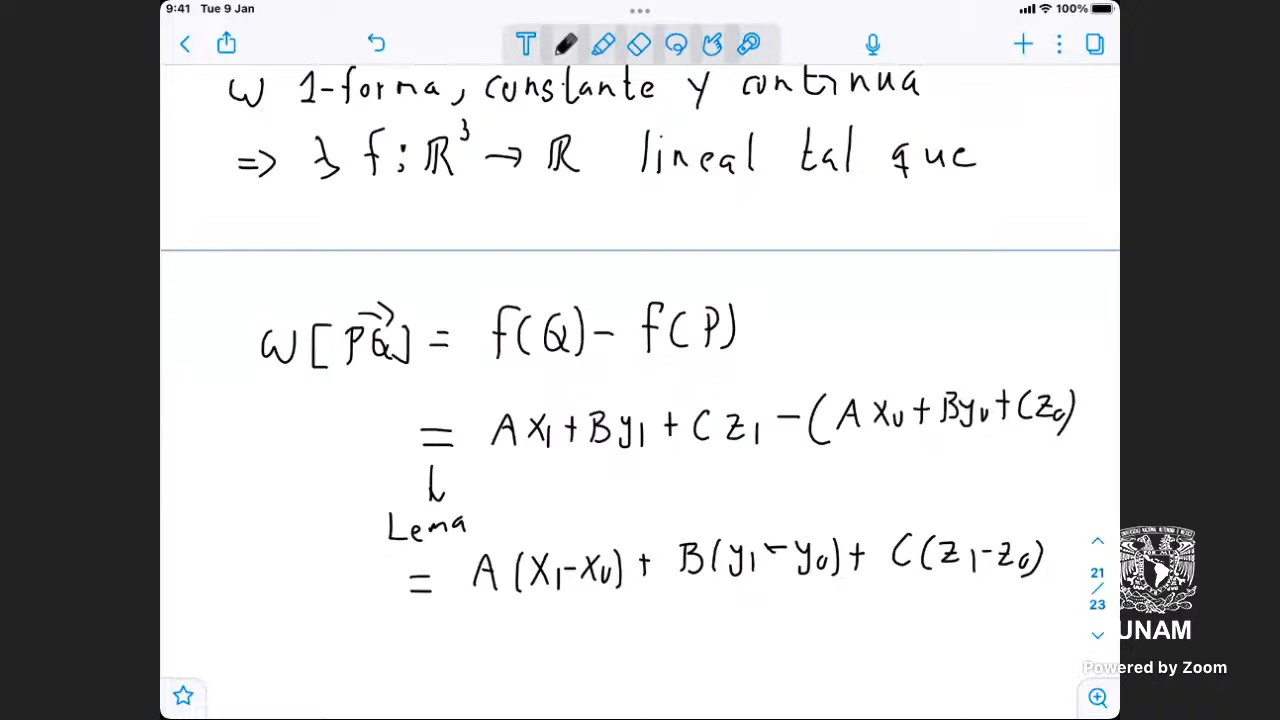 9:41 Tue 9 Jan 100%
ω 1-forma, constante y continua
=> ∃ f: ℝ³ → ℝ lineal tal que
ω[PQ⃗] = f(Q) - f(P)
= Ax₁ + By₁ + Cz₁ - (Ax₀ + By₀ + Cz₀)
Lema
= A(x₁-x₀) + B(y₁-y₀) + C(z₁-z₀)
21
/
23
UNAM
Powered by Zoom